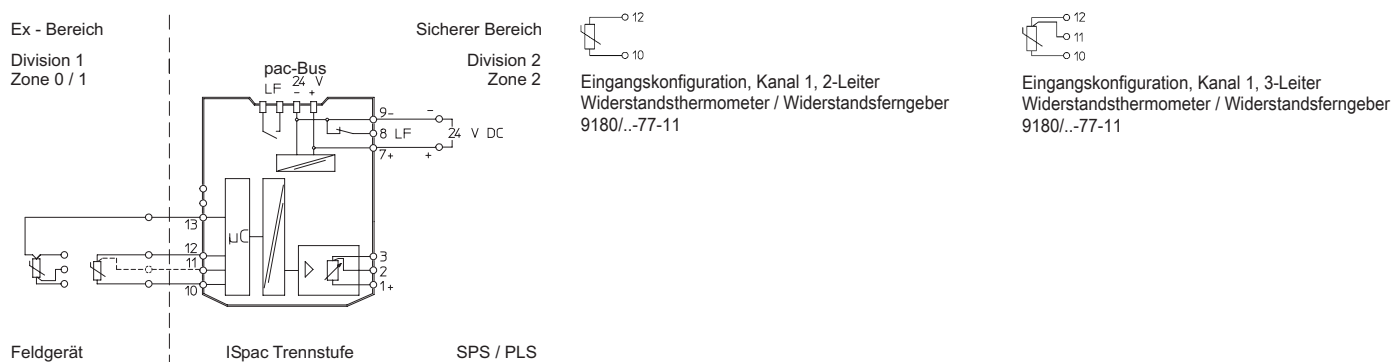 Ex - Bereich
Sicherer Bereich
Division 1
Zone 0 / 1
Division 2
Zone 2
pac-Bus
LF
24 V
- +
9-
-
8 LF
24 V DC
7+
+
13
12
11
10
µC
3
2
1+
Feldgerät
ISpac Trennstufe
SPS / PLS
12
10
Eingangskonfiguration, Kanal 1, 2-Leiter
Widerstandsthermometer / Widerstandsferngeber
9180/..-77-11
12
11
10
Eingangskonfiguration, Kanal 1, 3-Leiter
Widerstandsthermometer / Widerstandsferngeber
9180/..-77-11